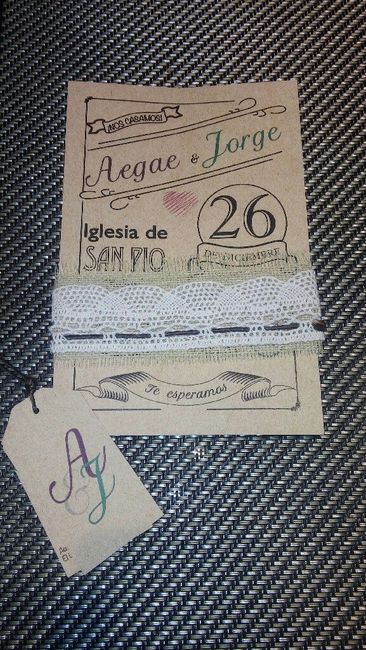 ¡NOS CASAMOS!
Aegae & Jorge
Iglesia de
SAN PIO
26
DE DICIEMBRE
Te esperamos
A
&
J